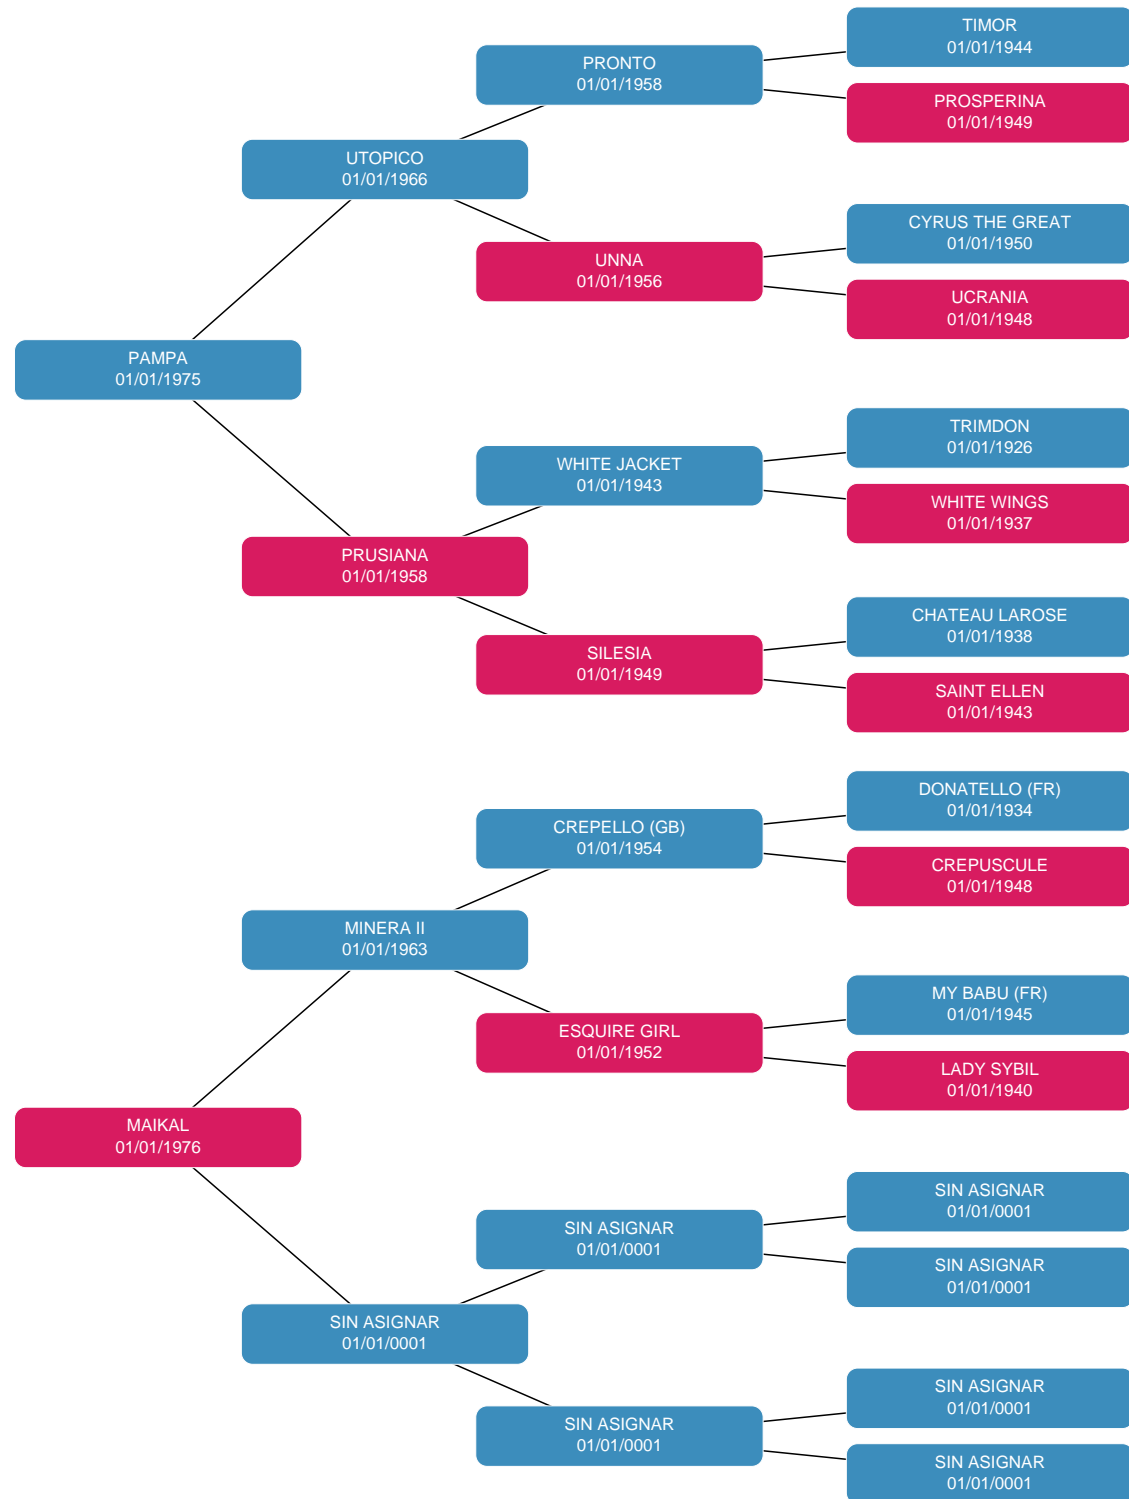 TIMOR
01/01/1944
PRONTO
01/01/1958
PROSPERINA
01/01/1949
UTOPICO
01/01/1966
CYRUS THE GREAT
01/01/1950
UNNA
01/01/1956
UCRANIA
01/01/1948
PAMPA
01/01/1975
TRIMDON
01/01/1926
WHITE JACKET
01/01/1943
WHITE WINGS
01/01/1937
PRUSIANA
01/01/1958
CHATEAU LAROSE
01/01/1938
SILESIA
01/01/1949
SAINT ELLEN
01/01/1943
DONATELLO (FR)
01/01/1934
CREPELLO (GB)
01/01/1954
CREPUSCULE
01/01/1948
MINERA II
01/01/1963
MY BABU (FR)
01/01/1945
ESQUIRE GIRL
01/01/1952
LADY SYBIL
01/01/1940
MAIKAL
01/01/1976
SIN ASIGNAR
01/01/0001
SIN ASIGNAR
01/01/0001
SIN ASIGNAR
01/01/0001
SIN ASIGNAR
01/01/0001
SIN ASIGNAR
01/01/0001
SIN ASIGNAR
01/01/0001
SIN ASIGNAR
01/01/0001